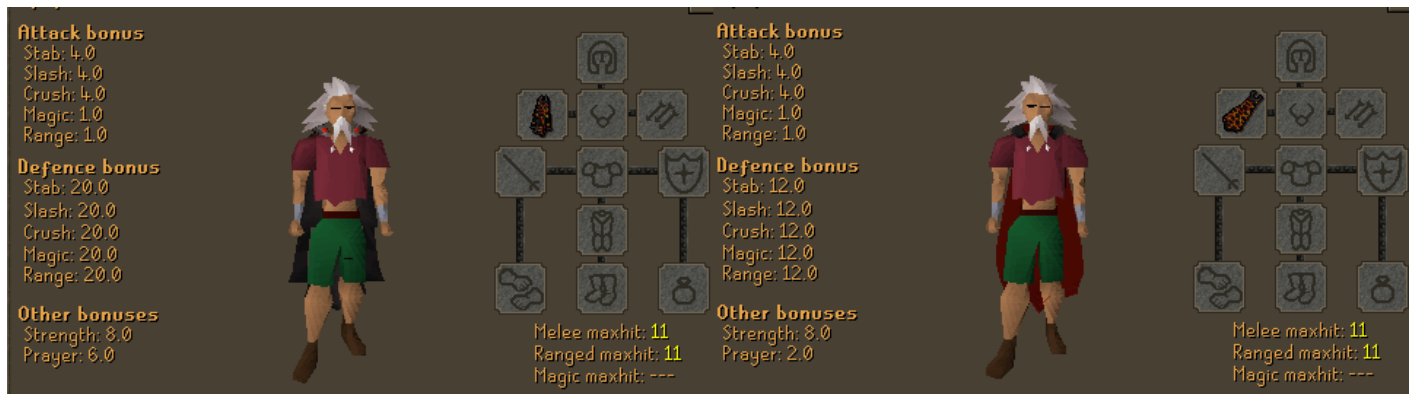 Attack bonus
Stab: 4.0
Slash: 4.0
Crush: 4.0
Magic: 1.0
Range: 1.0
Defence bonus
Stab: 20.0
Slash: 20.0
Crush: 20.0
Magic: 20.0
Range: 20.0
Other bonuses
Strength: 8.0
Prayer: 6.0
Melee maxhit: 11
Ranged maxhit: 11
Magic maxhit: ---
Attack bonus
Stab: 4.0
Slash: 4.0
Crush: 4.0
Magic: 1.0
Range: 1.0
Defence bonus
Stab: 12.0
Slash: 12.0
Crush: 12.0
Magic: 12.0
Range: 12.0
Other bonuses
Strength: 8.0
Prayer: 2.0
Melee maxhit: 11
Ranged maxhit: 11
Magic maxhit: ---